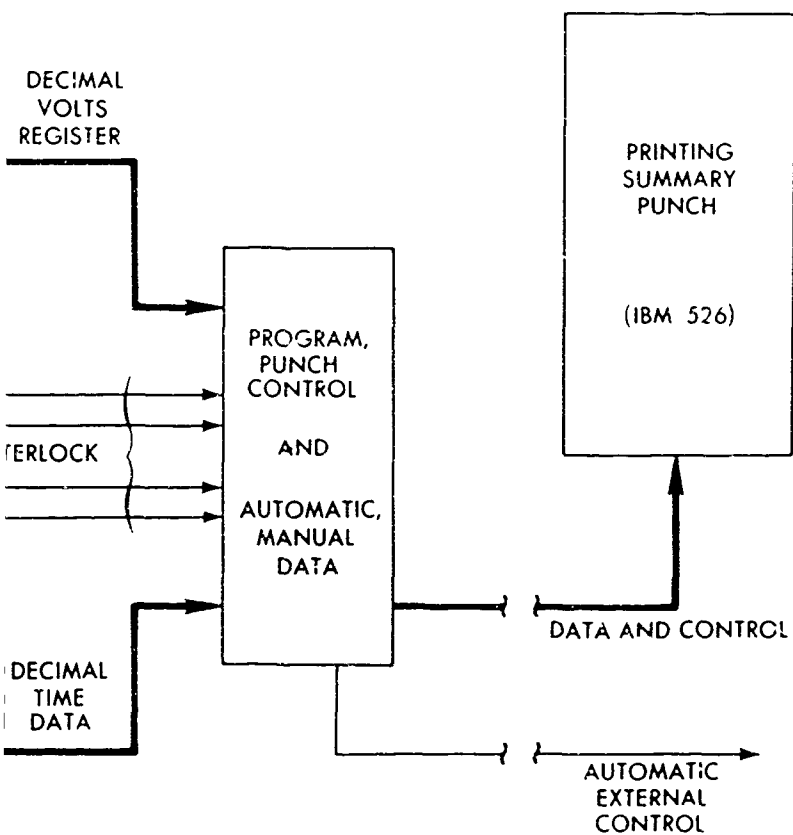 DECIMAL
VOLTS
REGISTER
PRINTING
SUMMARY
PUNCH
(IBM 526)
PROGRAM,
PUNCH
CONTROL
AND
AUTOMATIC,
MANUAL
DATA
TERLOCK
DATA AND CONTROL
DECIMAL
TIME
DATA
AUTOMATIC
EXTERNAL
CONTROL